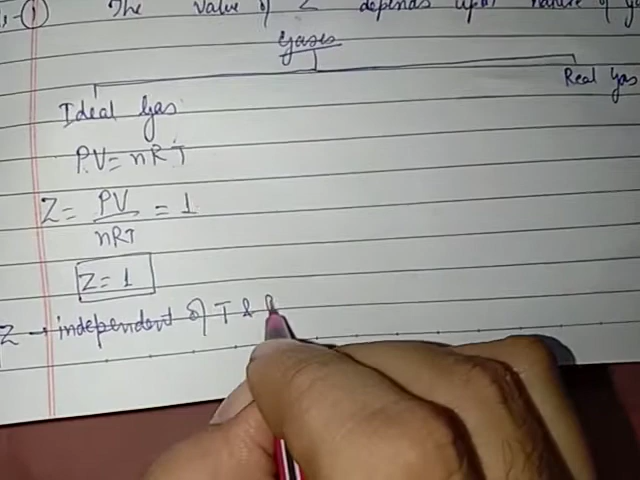 ① The value of Z depends upon nature of
Gases
Ideal Gas
Real Gas
PV = nRT
Z = PV / nRT = 1
Z = 1
Z → independent of T & P